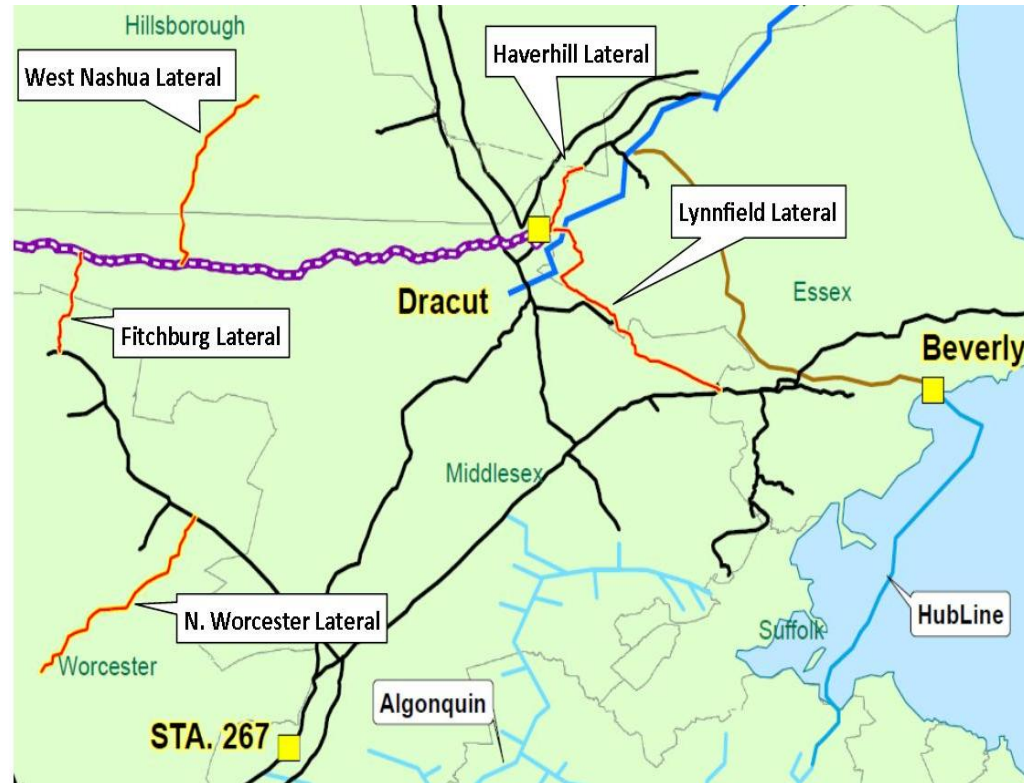 Hillsborough
Haverhill Lateral
West Nashua Lateral
Lynnfield Lateral
Dracut
Essex
Fitchburg Lateral
Beverly
Middlesex
N. Worcester Lateral
HubLine
Suffolk
Worcester
Algonquin
STA. 267